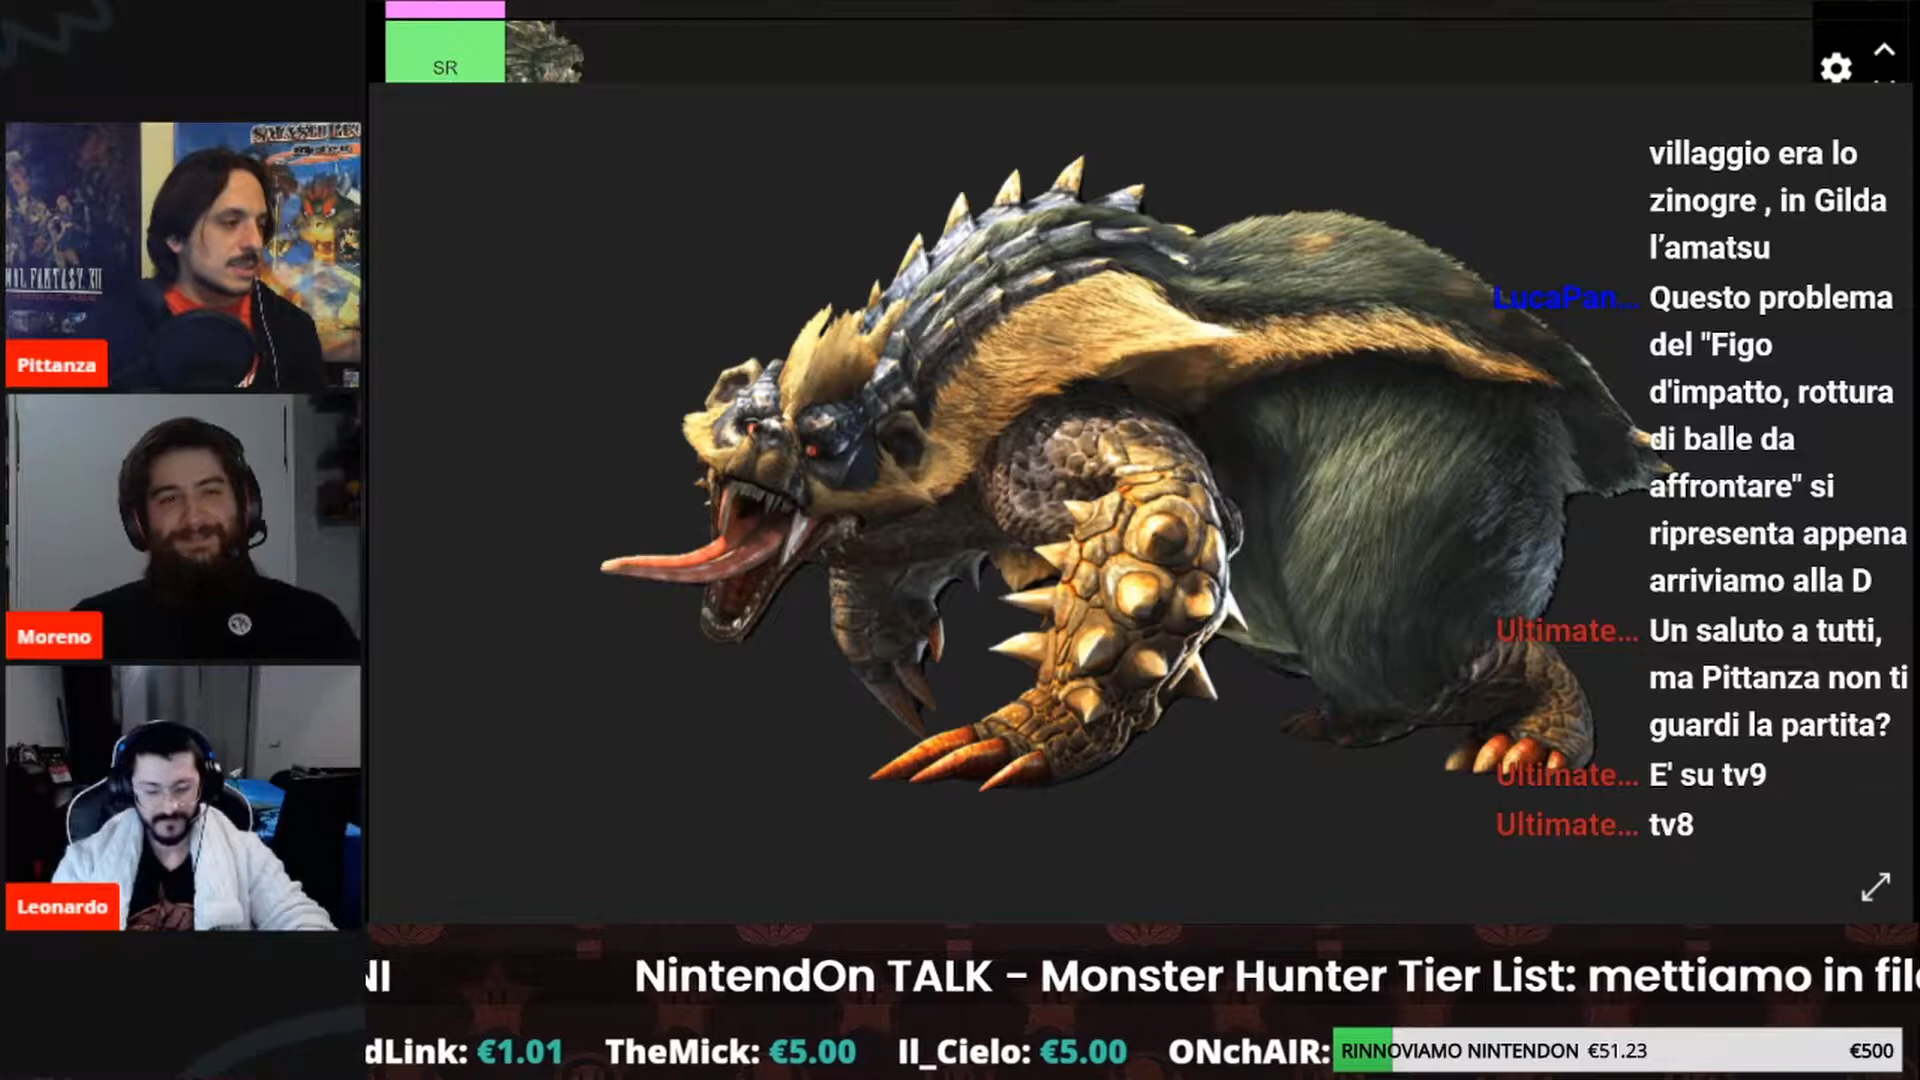 SR
villaggio era lo
zinogre , in Gilda
l’amatsu
LucaPan... Questo problema
del "Figo
d'impatto, rottura
di balle da
affrontare" si
ripresenta appena
arriviamo alla D
Ultimate... Un saluto a tutti,
ma Pittanza non ti
guardi la partita?
Ultimate... E' su tv9
Ultimate... tv8
Pittanza
Moreno
Leonardo
NI NintendOn TALK - Monster Hunter Tier List: mettiamo in fil
dLink: €1.01 TheMick: €5.00 Il_Cielo: €5.00 ONchAIR: RINNOVIAMO NINTENDON €51.23 €500